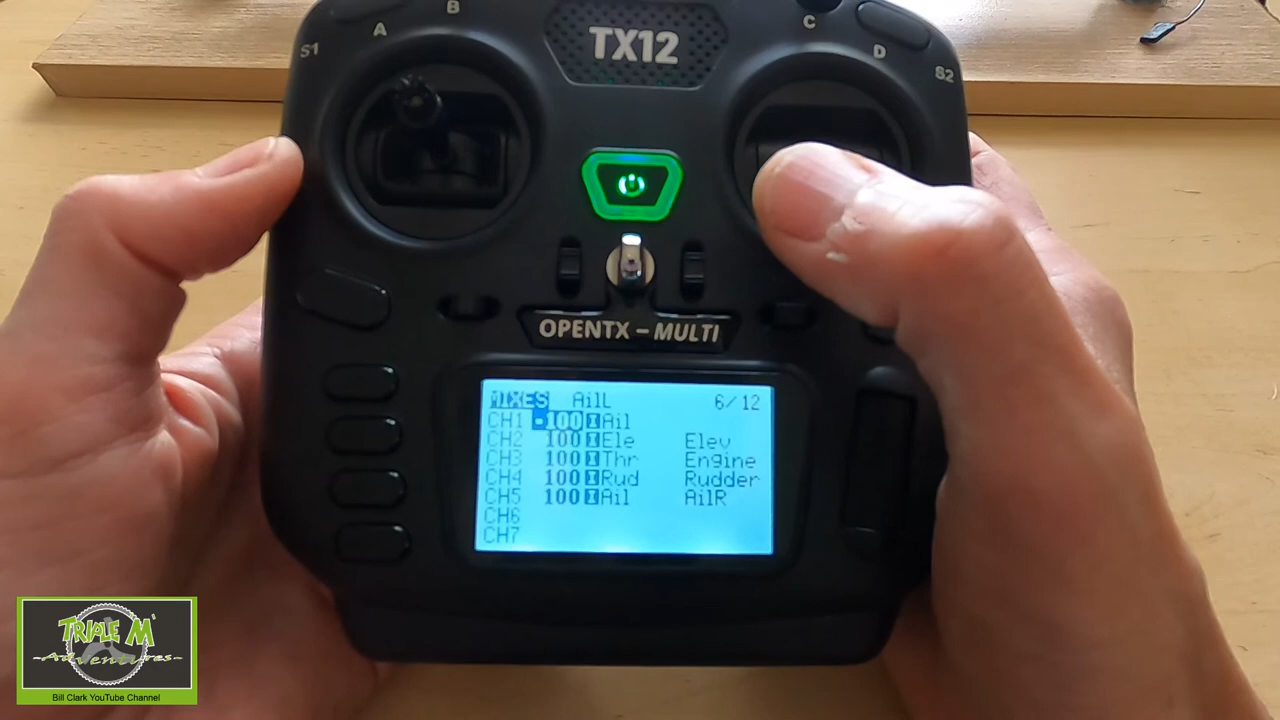 B
C
A
D
S1
S2
TX12
OPENTX - MULTI
MIXES AilL 6/12
CH1 -100 I Ail
CH2 100 I Ele Elev
CH3 100 I Thr Engine
CH4 100 I Rud Rudder
CH5 100 I Ail AilR
CH6
CH7
TRIPLE M
-Adventures-
Bill Clark YouTube Channel